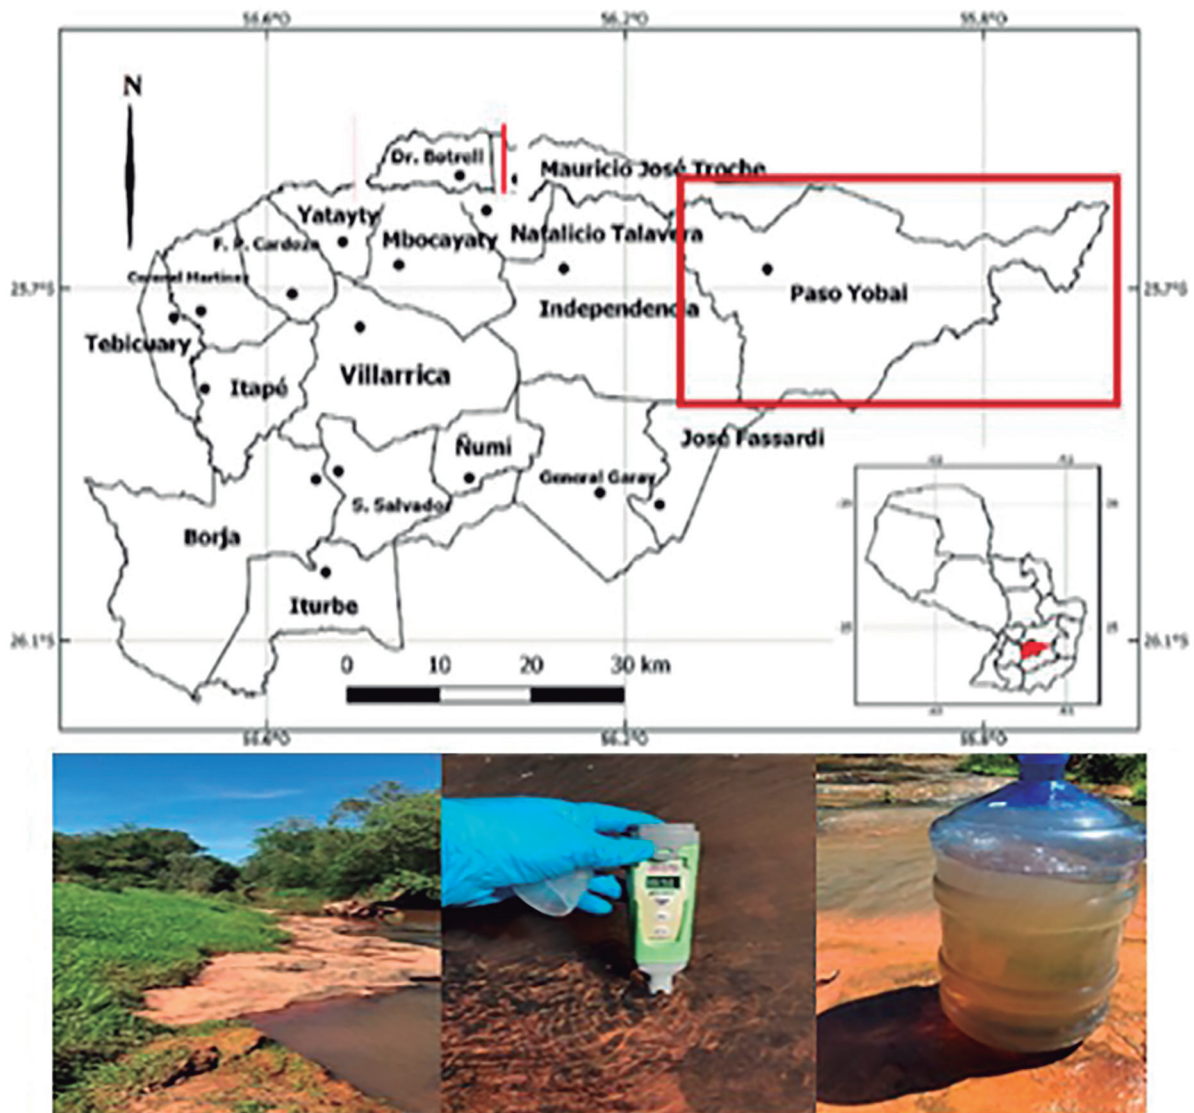 56.6°O 56.2°O 55.8°O
N
Dr. Botrell
Mauricio José Troche
Yatayty
F. P. Cardozo
Mbocayaty
Natalicio Talavera
Coronel Martinez
25.7°S
25.7°S
Paso Yobai
Independencia
Tebicuary
Villarrica
Itapé
José Fassardi
Ñumi
General Garay
S. Salvador
Borja
Iturbe
26.1°S
26.1°S
0 10 20 30 km
56.6°O 56.2°O 55.8°O